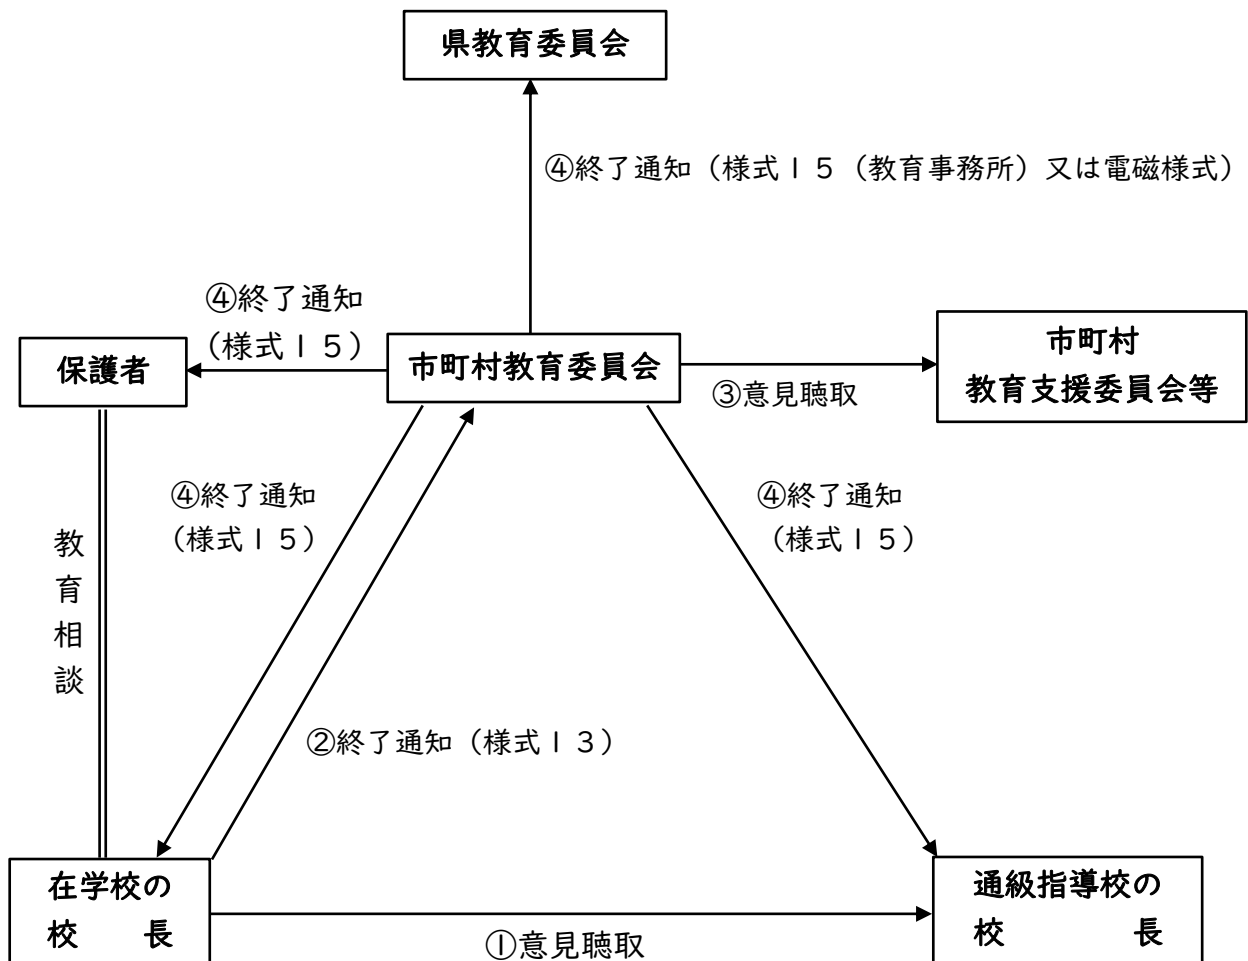 県教育委員会
④終了通知(様式15(教育事務所)又は電磁様式)
④終了通知
(様式15)
保護者
市町村教育委員会
③意見聴取
市町村
教育支援委員会等
④終了通知
(様式15)
④終了通知
(様式15)
教育相談
②終了通知(様式13)
在学校の
校　　長
①意見聴取
通級指導校の
校　　　　長